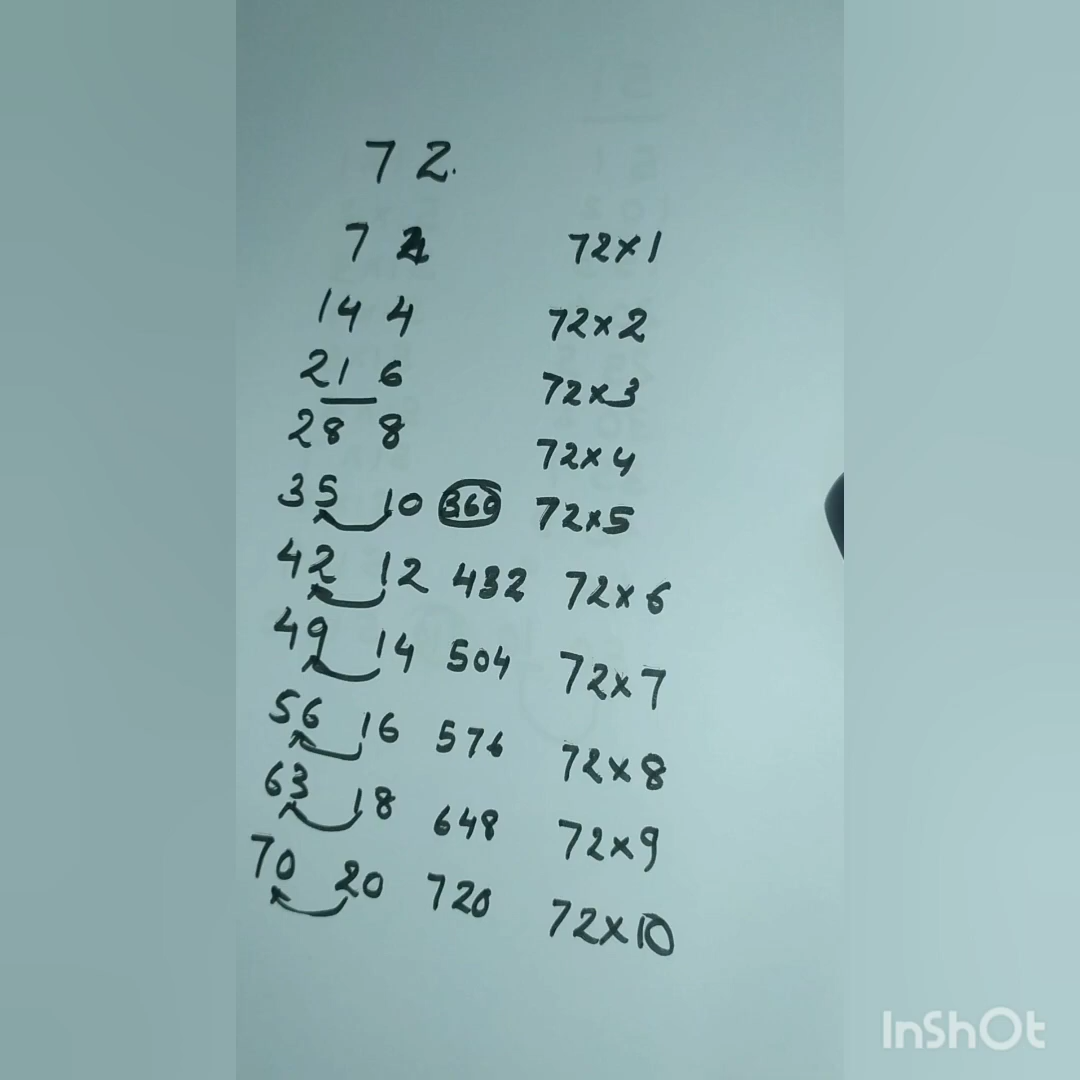 7 2.
7 2 72×1
14 4 72×2
21 6 72×3
28 8 72×4
35 10 360 72×5
42 12 432 72×6
49 14 504 72×7
56 16 576 72×8
63 18 648 72×9
70 20 720 72×10
InShOt